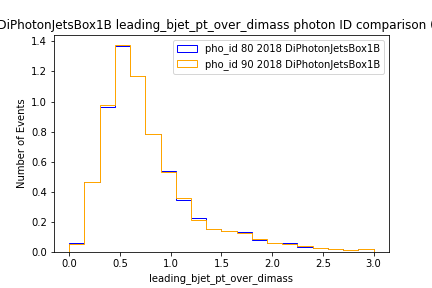 DiPhotonJetsBox1B leading_bjet_pt_over_dimass photon ID comparison (
pho_id 80 2018 DiPhotonJetsBox1B
pho_id 90 2018 DiPhotonJetsBox1B
Number of Events
1.4
1.2
1.0
0.8
0.6
0.4
0.2
0.0
0.0 0.5 1.0 1.5 2.0 2.5 3.0
leading_bjet_pt_over_dimass